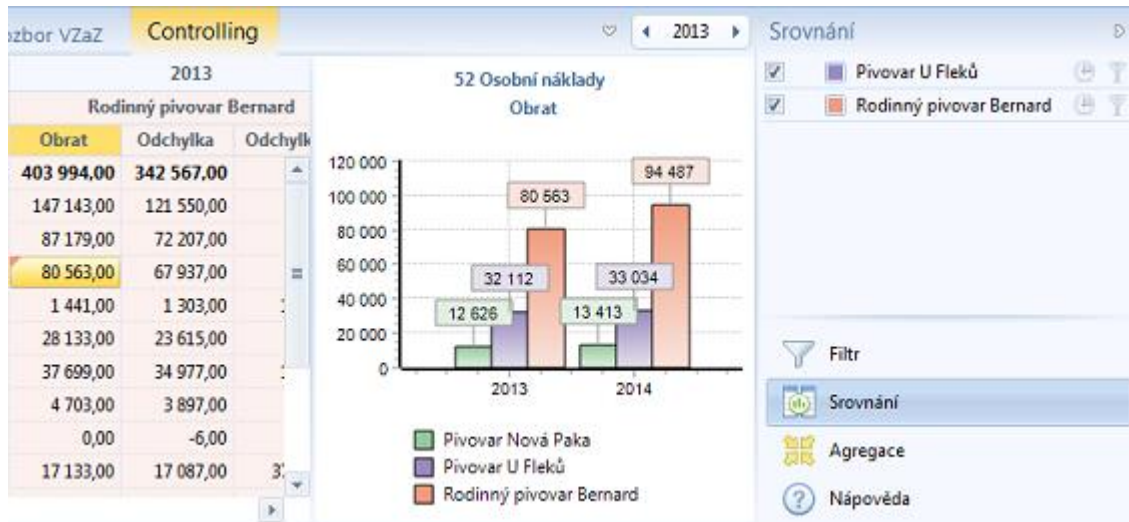 ozbor VZaZ Controlling 2013 Srovnání
2013
Rodinný pivovar Bernard
Obrat Odchylka Odchylk
403 994,00 342 567,00
147 143,00 121 550,00
87 179,00 72 207,00
80 563,00 67 937,00
1 441,00 1 303,00
28 133,00 23 615,00
37 699,00 34 977,00
4 703,00 3 897,00
0,00 -6,00
17 133,00 17 087,00
52 Osobní náklady
Obrat
120 000
100 000
80 000
60 000
40 000
20 000
0
12 626
32 112
80 563
13 413
33 034
94 487
2013 2014
Pivovar Nová Paka
Pivovar U Fleků
Rodinný pivovar Bernard
Pivovar U Fleků
Rodinný pivovar Bernard
Filtr
Srovnání
Agregace
Nápověda